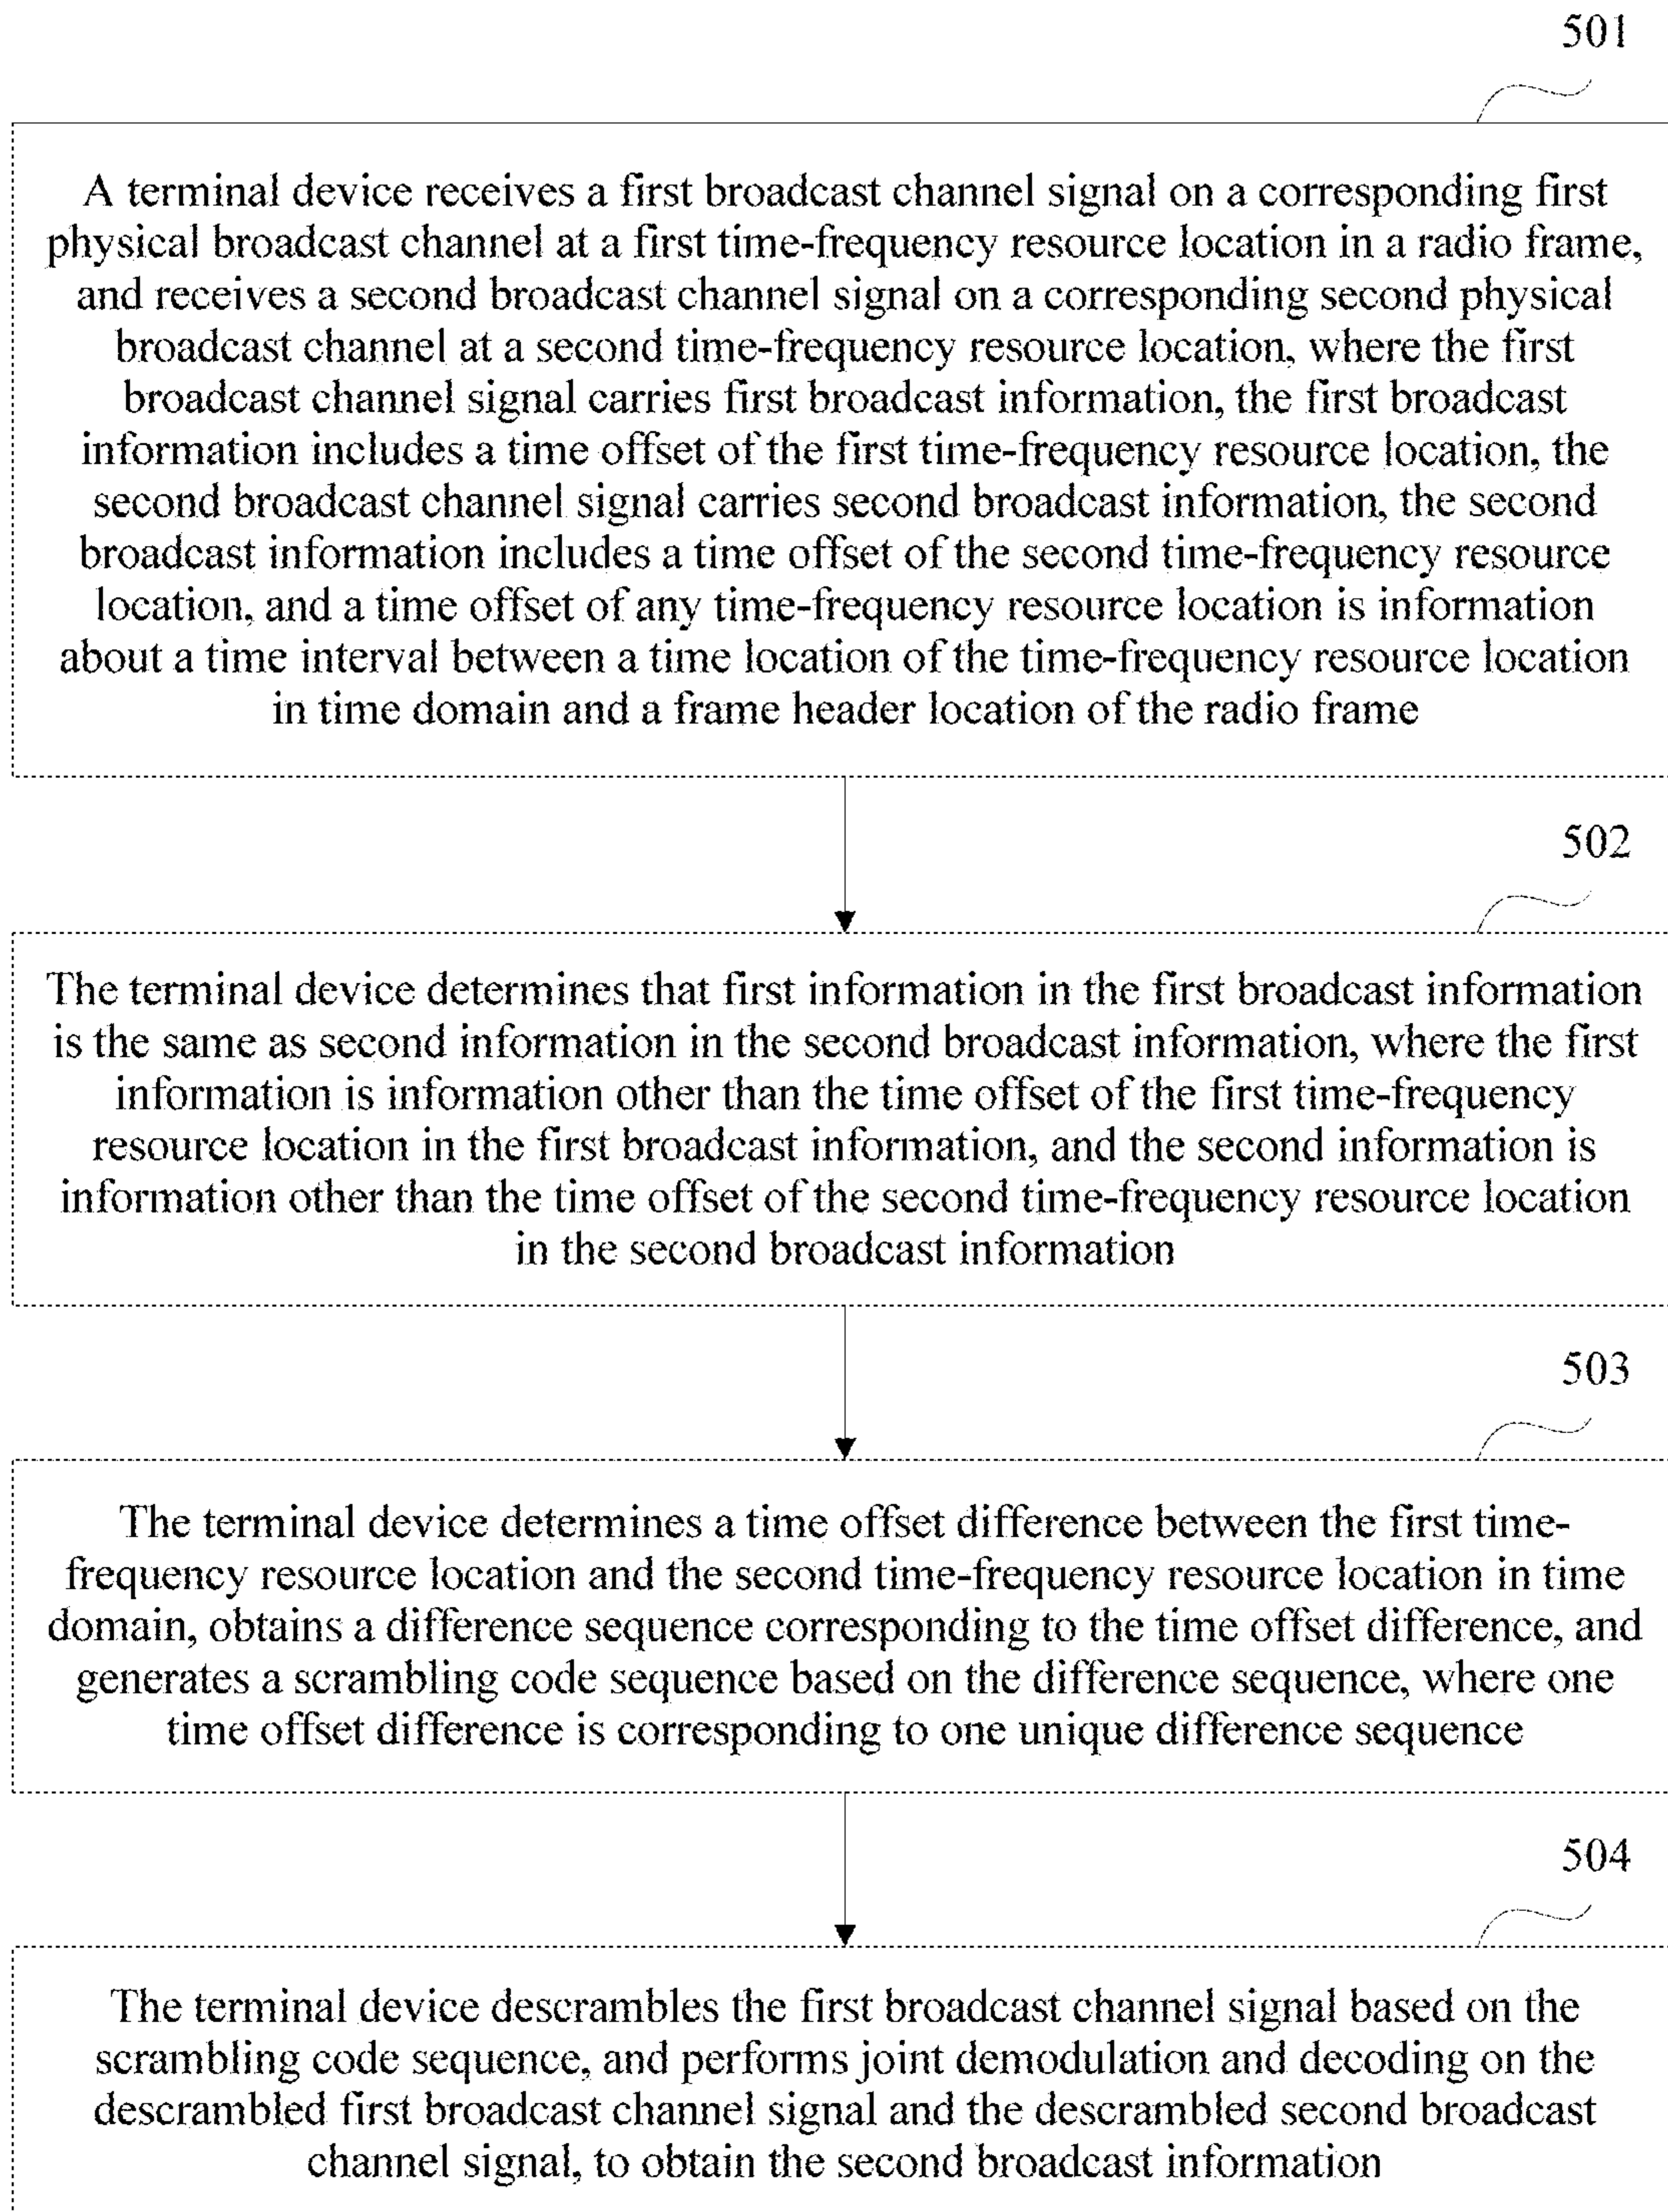 501
A terminal device receives a first broadcast channel signal on a corresponding first
physical broadcast channel at a first time-frequency resource location in a radio frame,
and receives a second broadcast channel signal on a corresponding second physical
broadcast channel at a second time-frequency resource location, where the first
broadcast channel signal carries first broadcast information, the first broadcast
information includes a time offset of the first time-frequency resource location, the
second broadcast channel signal carries second broadcast information, the second
broadcast information includes a time offset of the second time-frequency resource
location, and a time offset of any time-frequency resource location is information
about a time interval between a time location of the time-frequency resource location
in time domain and a frame header location of the radio frame
502
The terminal device determines that first information in the first broadcast information
is the same as second information in the second broadcast information, where the first
information is information other than the time offset of the first time-frequency
resource location in the first broadcast information, and the second information is
information other than the time offset of the second time-frequency resource location
in the second broadcast information
503
The terminal device determines a time offset difference between the first time-
frequency resource location and the second time-frequency resource location in time
domain, obtains a difference sequence corresponding to the time offset difference, and
generates a scrambling code sequence based on the difference sequence, where one
time offset difference is corresponding to one unique difference sequence
504
The terminal device descrambles the first broadcast channel signal based on the
scrambling code sequence, and performs joint demodulation and decoding on the
descrambled first broadcast channel signal and the descrambled second broadcast
channel signal, to obtain the second broadcast information